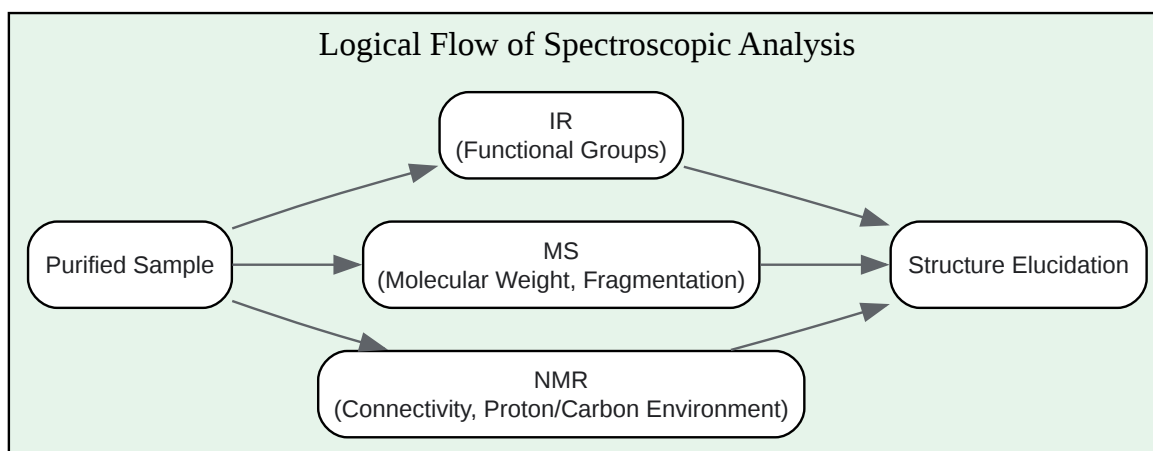 Logical Flow of Spectroscopic Analysis
IR
(Functional Groups)
Purified Sample
MS
(Molecular Weight, Fragmentation)
Structure Elucidation
NMR
(Connectivity, Proton/Carbon Environment)